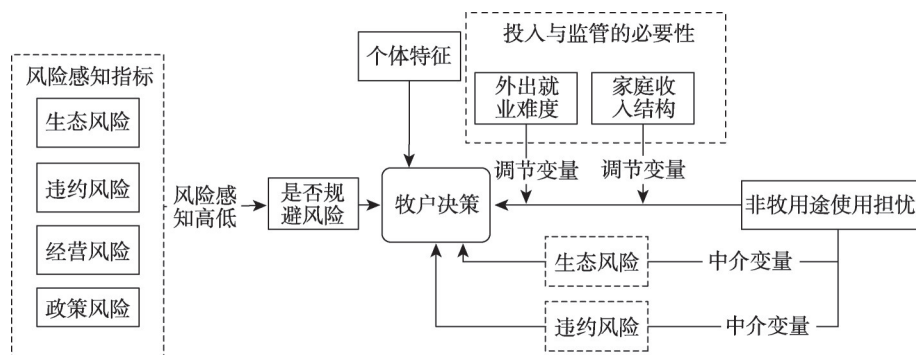 风险感知指标
生态风险
违约风险
经营风险
政策风险
风险感
知高低
是否规
避风险
个体特征
牧户决策
投入与监管的必要性
外出就
业难度
家庭收
入结构
调节变量
调节变量
非牧用途使用担忧
生态风险
中介变量
违约风险
中介变量